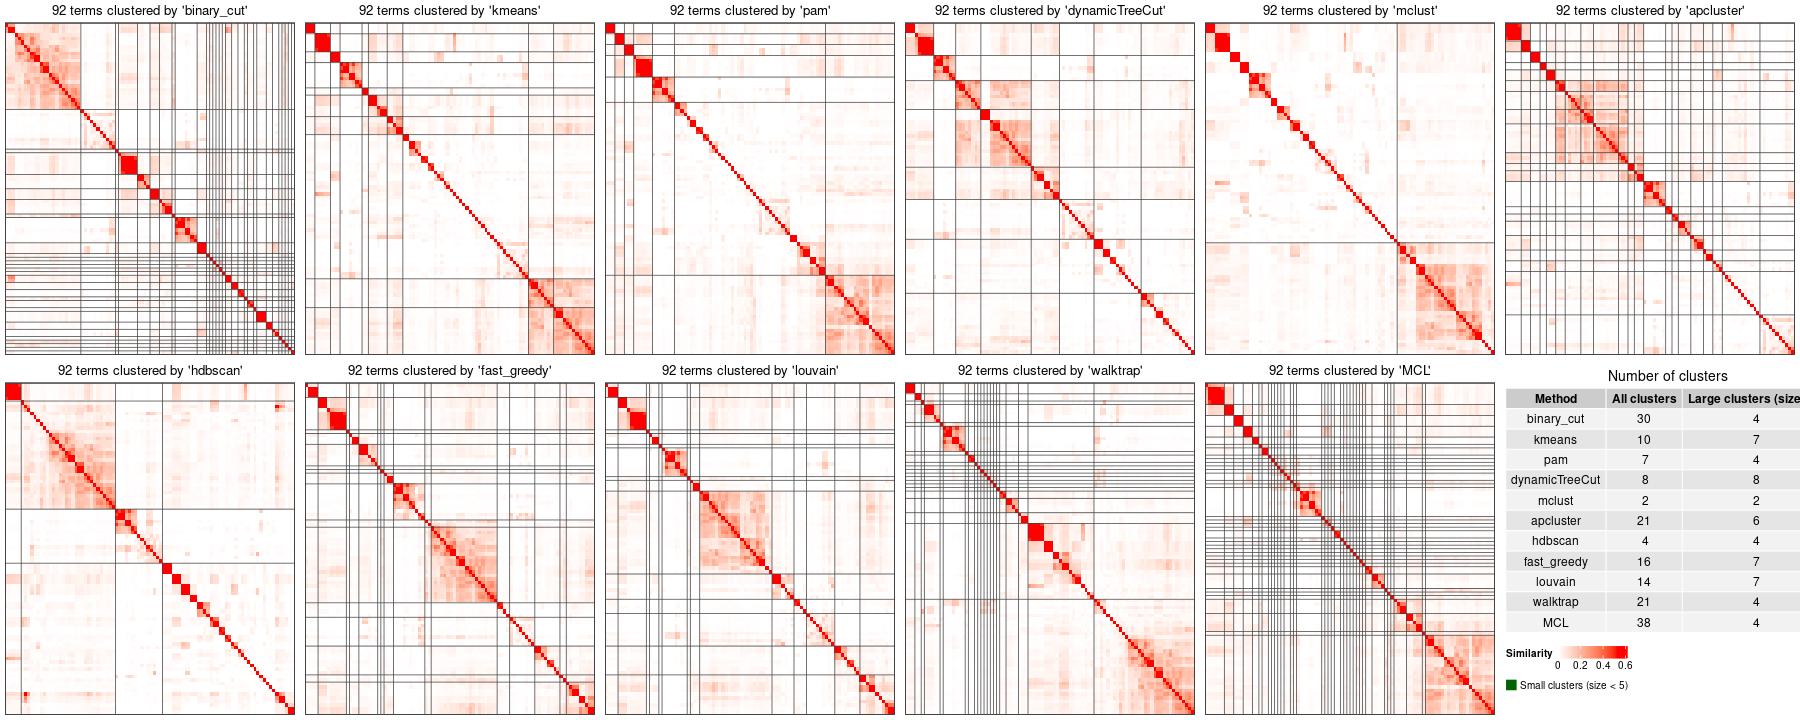 92 terms clustered by 'binary_cut'
92 terms clustered by 'kmeans'
92 terms clustered by 'pam'
92 terms clustered by 'dynamicTreeCut'
92 terms clustered by 'mclust'
92 terms clustered by 'apcluster'
92 terms clustered by 'hdbscan'
92 terms clustered by 'fast_greedy'
92 terms clustered by 'louvain'
92 terms clustered by 'walktrap'
92 terms clustered by 'MCL'
Number of clusters
Method All clusters Large clusters (size
binary_cut 30 4
kmeans 10 7
pam 7 4
dynamicTreeCut 8 8
mclust 2 2
apcluster 21 6
hdbscan 4 4
fast_greedy 16 7
louvain 14 7
walktrap 21 4
MCL 38 4
Similarity
0 0.2 0.4 0.6
Small clusters (size < 5)